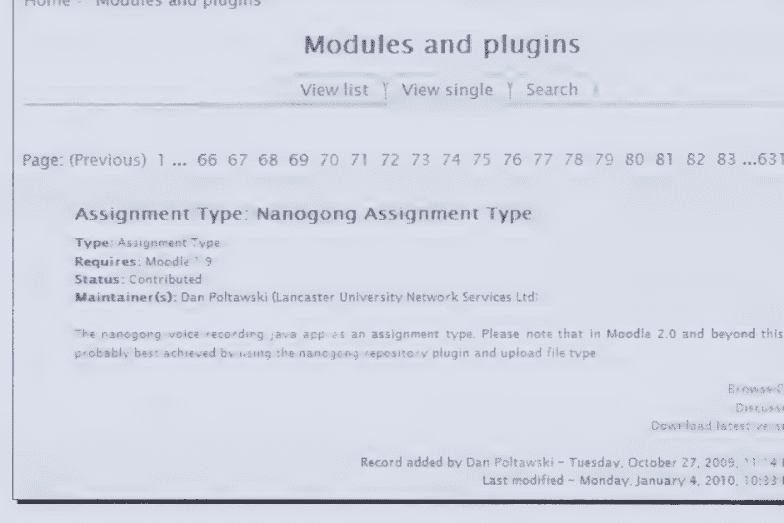 Home - Modules and plugins
Modules and plugins
View list View single Search
Page: (Previous) 1 ... 66 67 68 69 70 71 72 73 74 75 76 77 78 79 80 81 82 83 ...631
Assignment Type: Nanogong Assignment Type
Type: Assignment Type
Requires: Moodle 1.9
Status: Contributed
Maintainer(s): Dan Poltawski (Lancaster University Network Services Ltd)
The nanogong voice recording java app as an assignment type. Please note that in Moodle 2.0 and beyond this
probably best achieved by using the nanogong repository plugin and upload file type
Browse
Discuss
Download latest
Record added by Dan Poltawski - Tuesday, October 27, 2009,
Last modified - Monday, January 4, 2010, 10:33